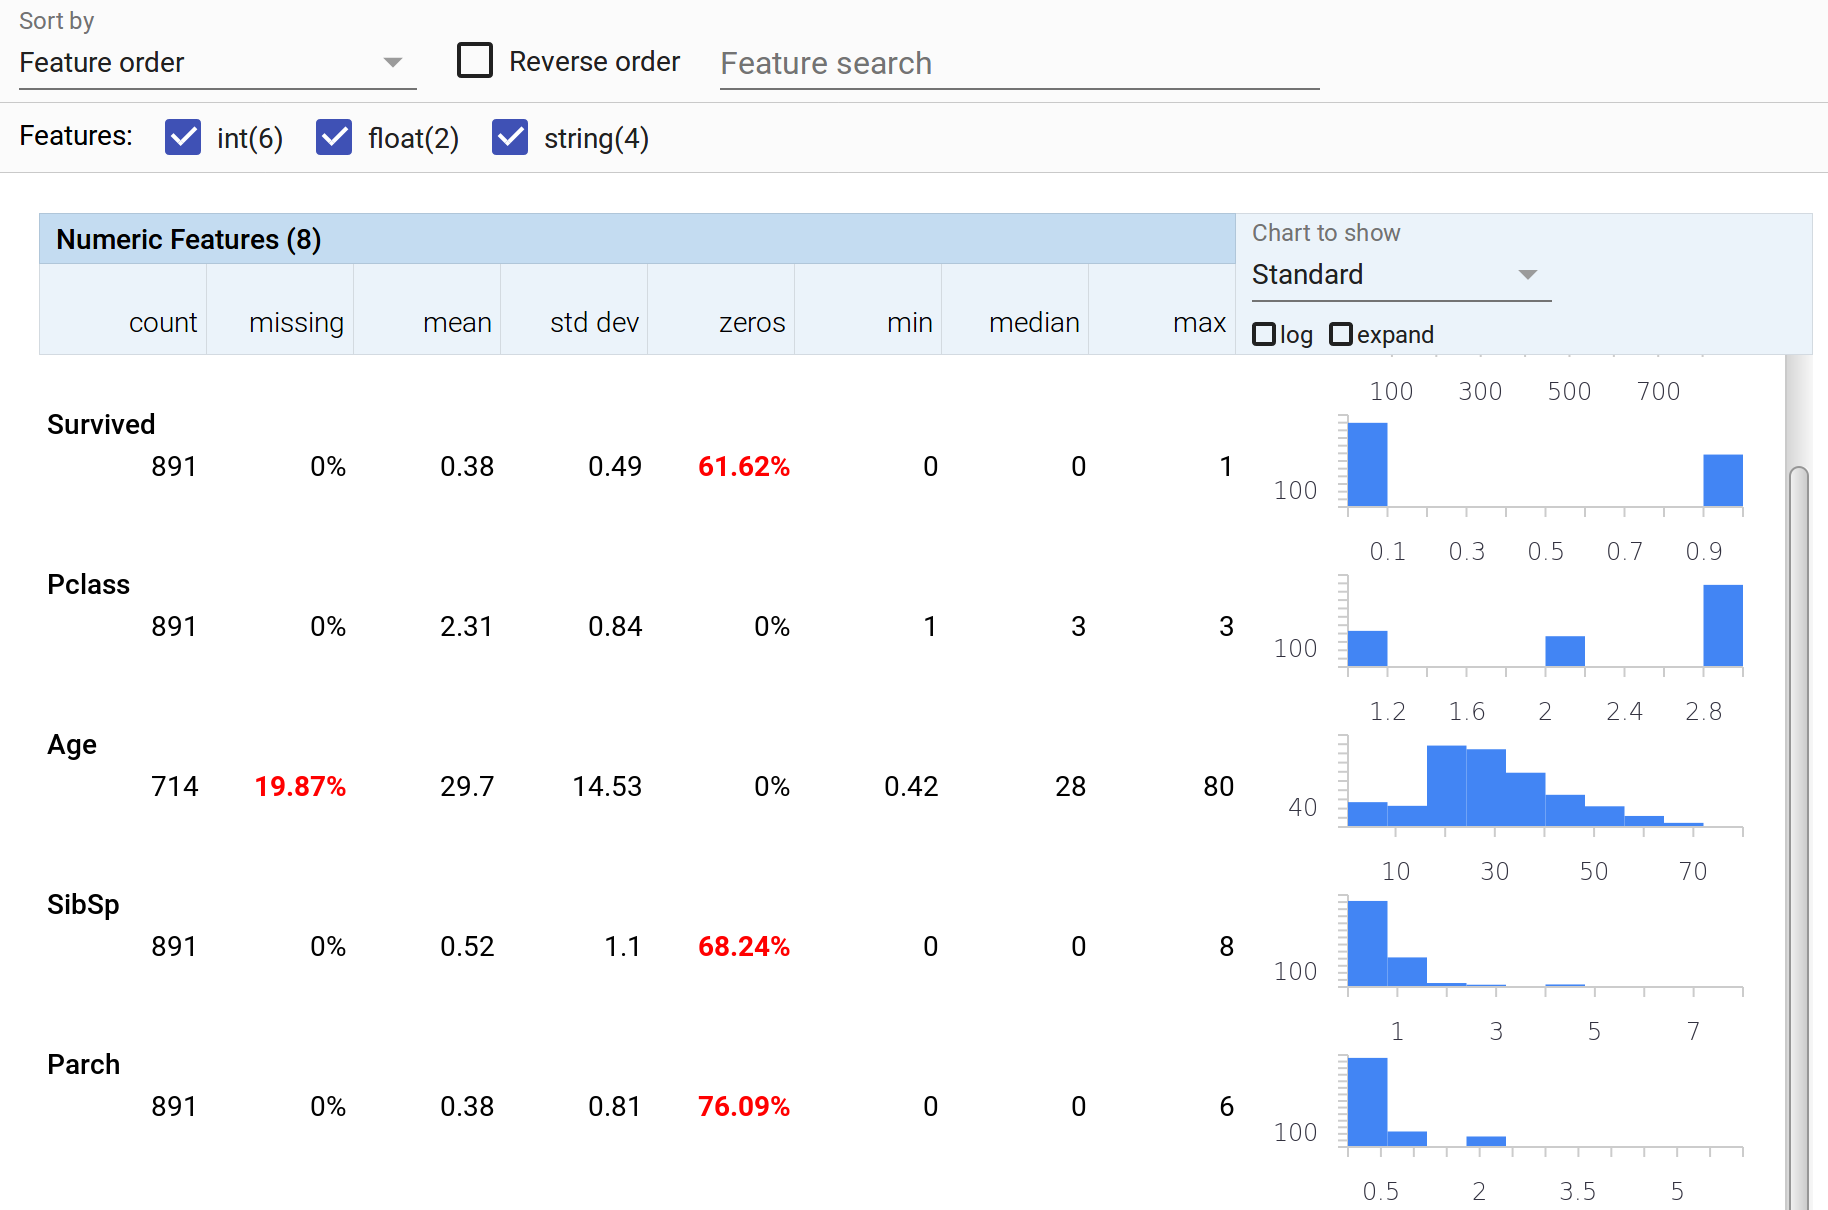 Sort by
Feature order
Reverse order
Feature search
Features: int(6) float(2) string(4)
Numeric Features (8)
Chart to show
Standard
count missing mean std dev zeros min median max
log expand
100 300 500 700
Survived
891 0% 0.38 0.49 61.62% 0 0 1
100
0.1 0.3 0.5 0.7 0.9
Pclass
891 0% 2.31 0.84 0% 1 3 3
100
1.2 1.6 2 2.4 2.8
Age
714 19.87% 29.7 14.53 0% 0.42 28 80
40
10 30 50 70
SibSp
891 0% 0.52 1.1 68.24% 0 0 8
100
1 3 5 7
Parch
891 0% 0.38 0.81 76.09% 0 0 6
100
0.5 2 3.5 5